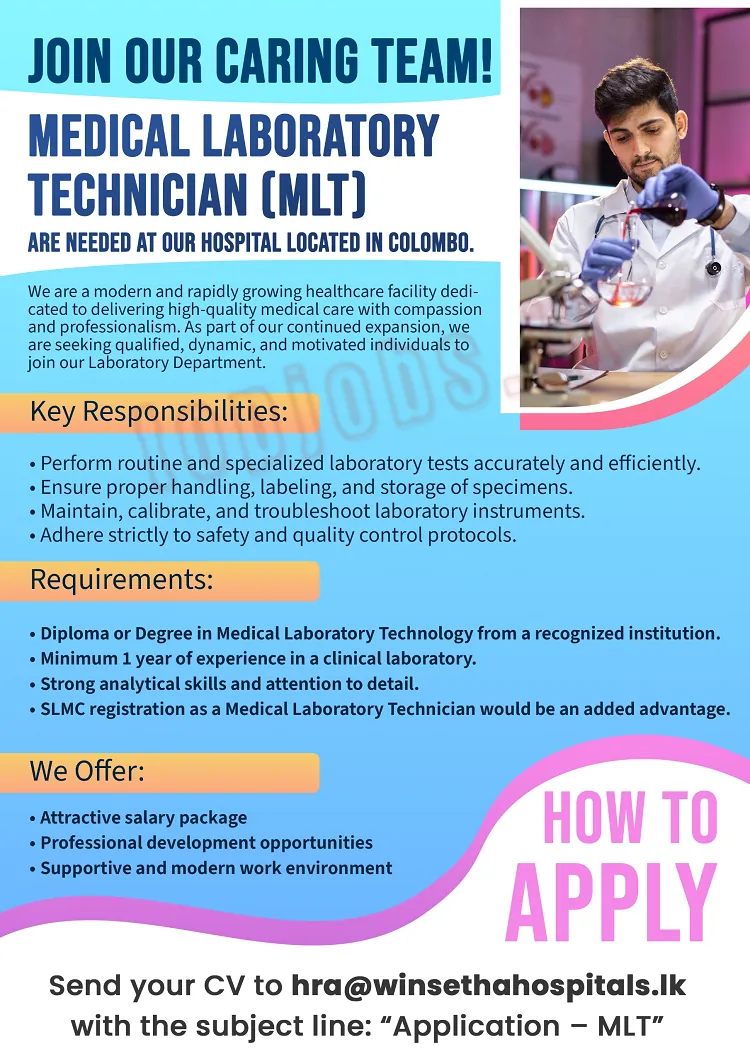 JOIN OUR CARING TEAM!
MEDICAL LABORATORY
TECHNICIAN (MLT)
ARE NEEDED AT OUR HOSPITAL LOCATED IN COLOMBO.
We are a modern and rapidly growing healthcare facility dedi-
cated to delivering high-quality medical care with compassion
and professionalism. As part of our continued expansion, we
are seeking qualified, dynamic, and motivated individuals to
join our Laboratory Department.
Key Responsibilities:
• Perform routine and specialized laboratory tests accurately and efficiently.
• Ensure proper handling, labeling, and storage of specimens.
• Maintain, calibrate, and troubleshoot laboratory instruments.
• Adhere strictly to safety and quality control protocols.
Requirements:
• Diploma or Degree in Medical Laboratory Technology from a recognized institution.
• Minimum 1 year of experience in a clinical laboratory.
• Strong analytical skills and attention to detail.
• SLMC registration as a Medical Laboratory Technician would be an added advantage.
We Offer:
• Attractive salary package
• Professional development opportunities
• Supportive and modern work environment
HOW TO
APPLY
Send your CV to hra@winsethahospitals.lk
with the subject line: “Application – MLT”